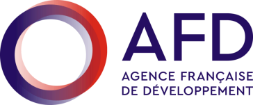 AFD
AGENCE FRANÇAISE
DE DÉVELOPPEMENT